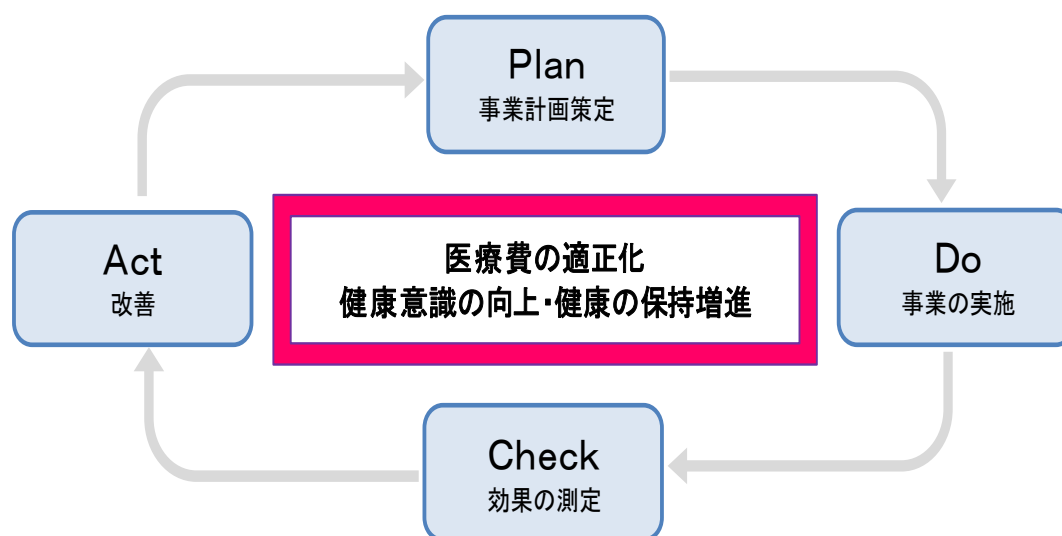 Plan
事業計画策定
Act
改善
医療費の適正化
健康意識の向上・健康の保持増進
Do
事業の実施
Check
効果の測定